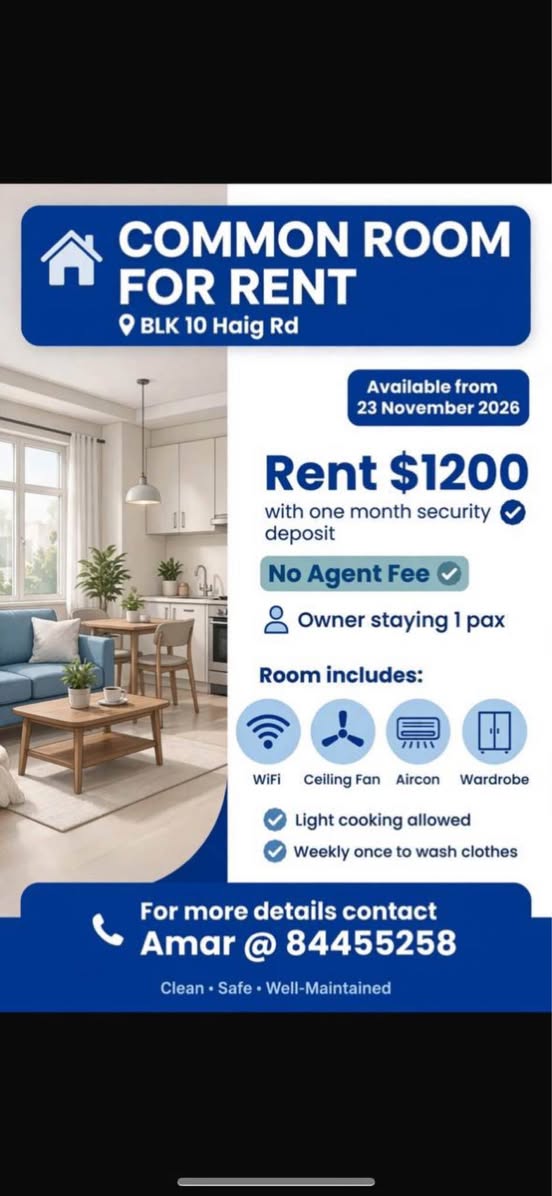 COMMON ROOM
FOR RENT
BLK 10 Haig Rd
Available from
23 November 2026
Rent $1200
with one month security
deposit
No Agent Fee
Owner staying 1 pax
Room includes:
WiFi
Ceiling Fan
Aircon
Wardrobe
Light cooking allowed
Weekly once to wash clothes
For more details contact
Amar @ 84455258
Clean • Safe • Well-Maintained